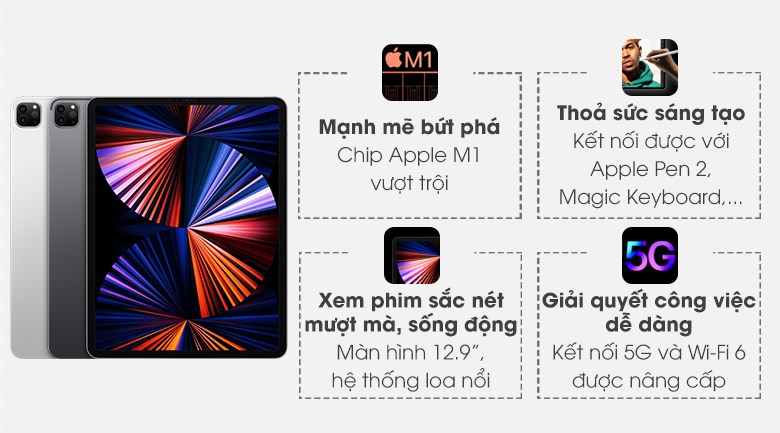 M1
Mạnh mẽ bứt phá
Chip Apple M1
vượt trội
Thoả sức sáng tạo
Kết nối được với
Apple Pen 2,
Magic Keyboard,...
Xem phim sắc nét
mượt mà, sống động
Màn hình 12.9”,
hệ thống loa nổi
5G
Giải quyết công việc
dễ dàng
Kết nối 5G và Wi-Fi 6
được nâng cấp